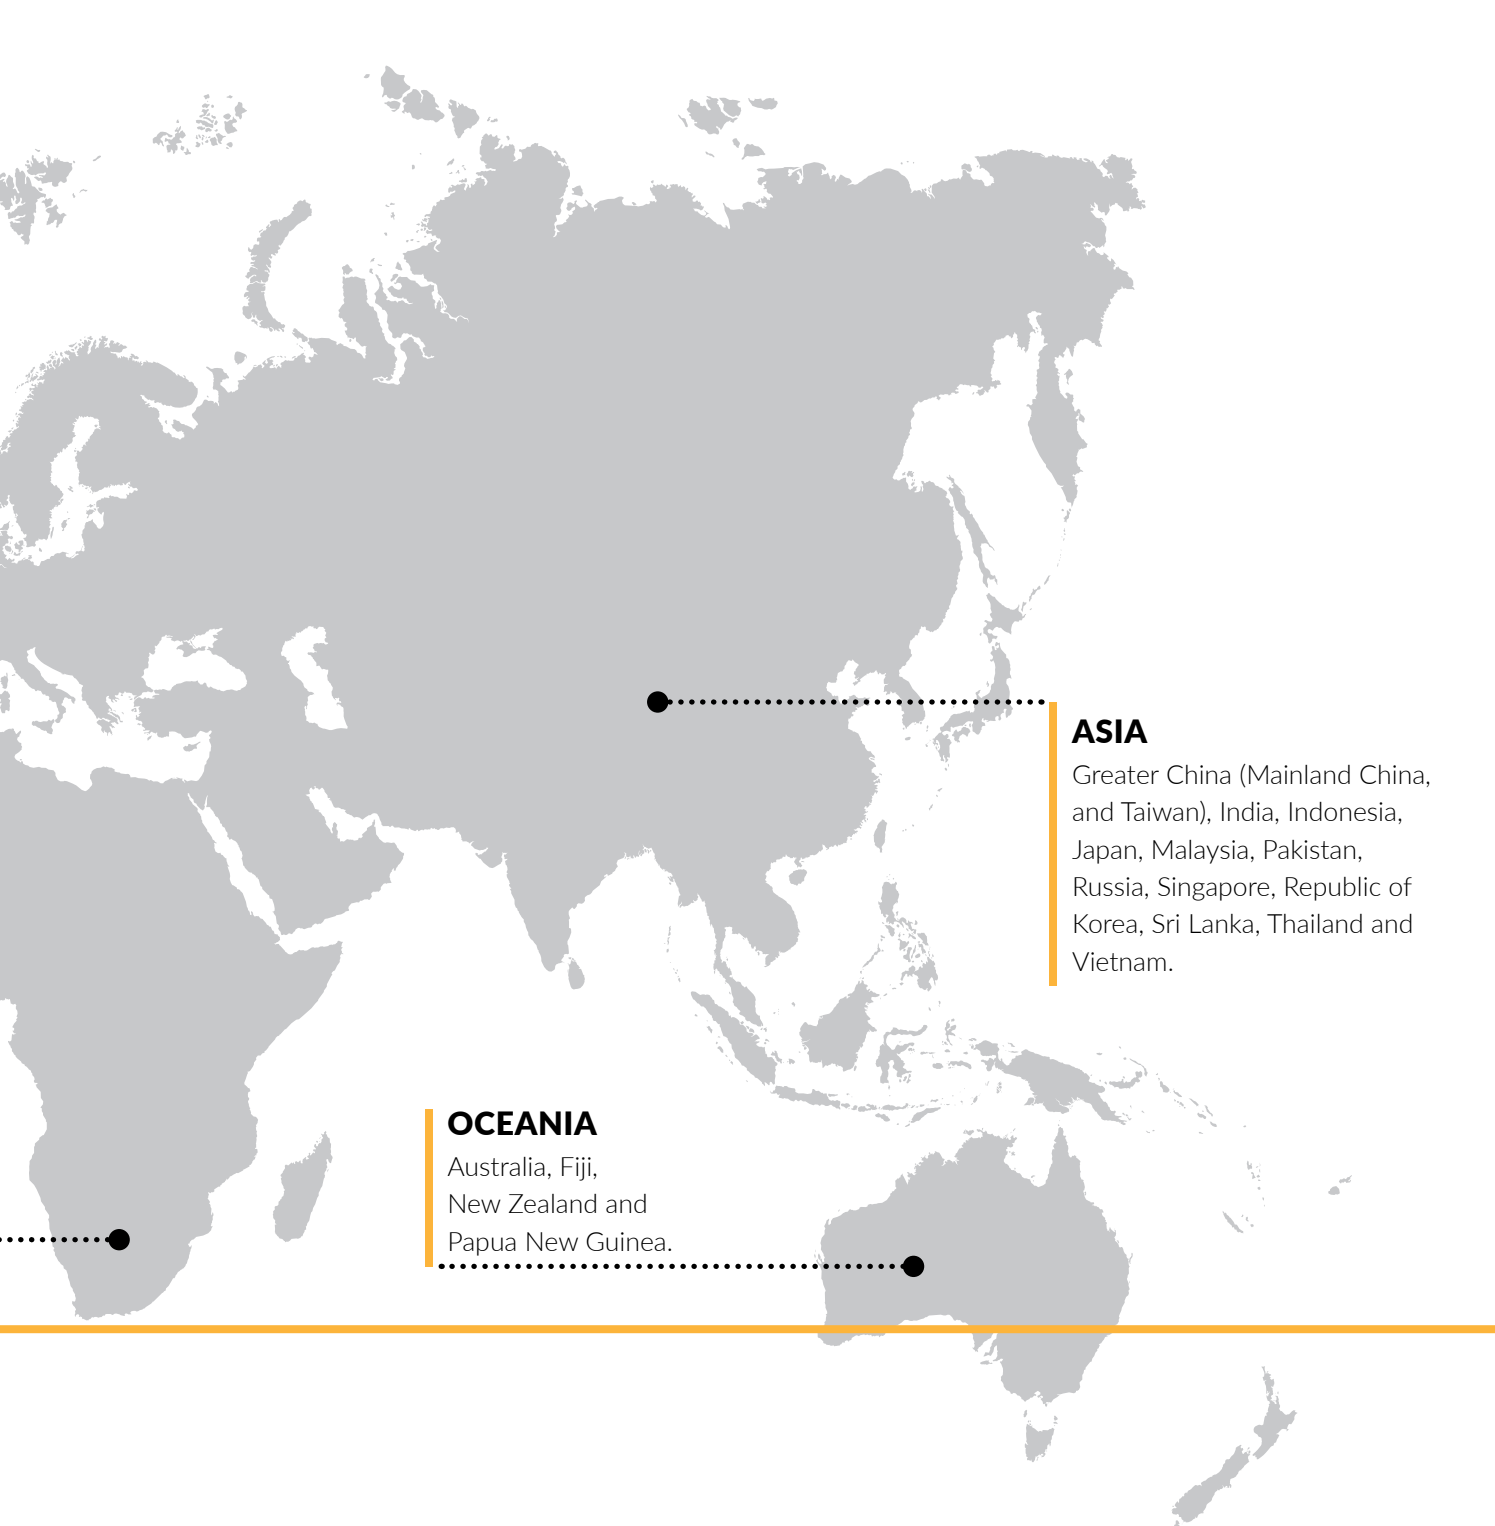 ASIA
Greater China (Mainland China,
and Taiwan), India, Indonesia,
Japan, Malaysia, Pakistan,
Russia, Singapore, Republic of
Korea, Sri Lanka, Thailand and
Vietnam.
OCEANIA
Australia, Fiji,
New Zealand and
Papua New Guinea.